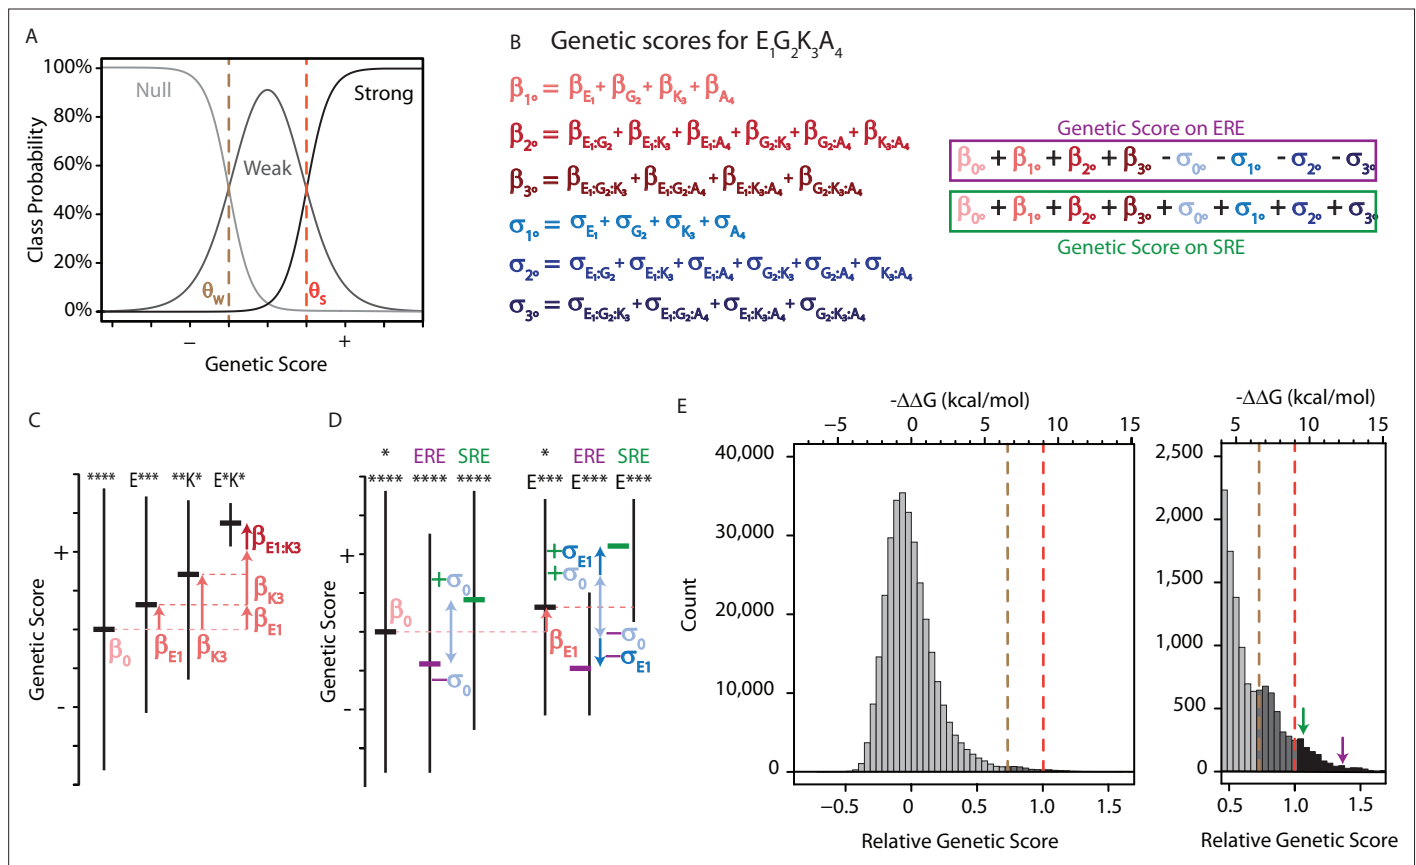 A
100%
80%
60%
40%
20%
0%
Null
Strong
Weak
θw
θs
Class Probability
−
+
Genetic Score
B Genetic scores for E₁G₂K₃A₄
β1° = βE₁ + βG₂ + βK₃ + βA₄
β2° = βE₁:G₂ + βE₁:K₃ + βE₁:A₄ + βG₂:K₃ + βG₂:A₄ + βK₃:A₄
β3° = βE₁:G₂:K₃ + βE₁:G₂:A₄ + βE₁:K₃:A₄ + βG₂:K₃:A₄
σ1° = σE₁ + σG₂ + σK₃ + σA₄
σ2° = σE₁:G₂ + σE₁:K₃ + σE₁:A₄ + σG₂:K₃ + σG₂:A₄ + σK₃:A₄
σ3° = σE₁:G₂:K₃ + σE₁:G₂:A₄ + σE₁:K₃:A₄ + σG₂:K₃:A₄
Genetic Score on ERE
β0° + β1° + β2° + β3° - σ0° - σ1° - σ2° - σ3°
β0° + β1° + β2° + β3° + σ0° + σ1° + σ2° + σ3°
Genetic Score on SRE
C
**** E*** **K* E*K*
Genetic Score
+
-
β0
βE1
βK3
βE1:K3
βK3
βE1
D
* ERE SRE * ERE SRE
**** **** **** E*** E*** E***
Genetic Score
+
-
β0
+σ0
−σ0
βE1
+σE1
+σ0
−σ0
−σE1
E
-ΔΔG (kcal/mol)
−5 0 5 10 15
40,000
30,000
20,000
10,000
0
Count
−0.5 0 0.5 1.0 1.5
Relative Genetic Score
-ΔΔG (kcal/mol)
5 10 15
2,500
2,000
1,500
1,000
500
0
0.5 1.0 1.5
Relative Genetic Score